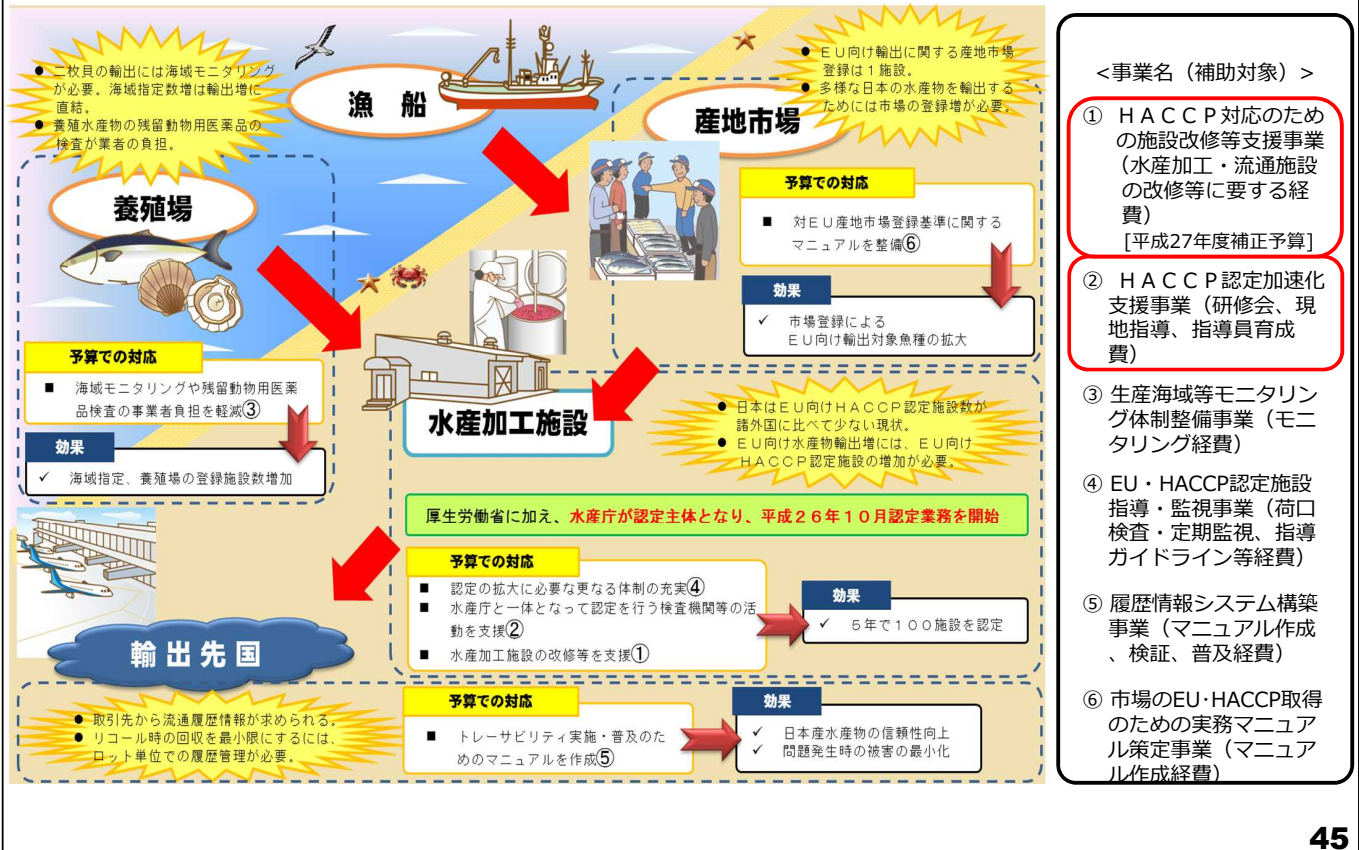 ● 二枚貝の輸出には海域モニタリング
が必要。海域指定数増は輸出増に
直結。
● 養殖水産物の残留動物用医薬品の
検査が業者の負担。
漁 船
● ＥＵ向け輸出に関する産地市場
登録は１施設。
● 多様な日本の水産物を輸出する
ためには市場の登録増が必要。
産地市場
養殖場
予算での対応
■ 対ＥＵ産地市場登録基準に関する
マニュアルを整備⑥
効果
✓ 市場登録による
ＥＵ向け輸出対象魚種の拡大
予算での対応
■ 海域モニタリングや残留動物用医薬
品検査の事業者負担を軽減③
効果
✓ 海域指定、養殖場の登録施設数増加
水産加工施設
● 日本はＥＵ向けＨＡＣＣＰ認定施設数が
諸外国に比べて少ない現状。
● ＥＵ向け水産物輸出増には、ＥＵ向け
ＨＡＣＣＰ認定施設の増加が必要。
厚生労働省に加え、水産庁が認定主体となり、平成２６年１０月認定業務を開始
予算での対応
■ 認定の拡大に必要な更なる体制の充実④
■ 水産庁と一体となって認定を行う検査機関等の活
動を支援②
■ 水産加工施設の改修等を支援①
効果
✓ ５年で１００施設を認定
輸出先国
● 取引先から流通履歴情報が求められる。
● リコール時の回収を最小限にするには、
ロット単位での履歴管理が必要。
予算での対応
■ トレーサビリティ実施・普及のた
めのマニュアルを作成⑤
効果
✓ 日本産水産物の信頼性向上
✓ 問題発生時の被害の最小化
<事業名（補助対象）>
① ＨＡＣＣＰ対応のため
の施設改修等支援事業
（水産加工・流通施設
の改修等に要する経
費）
[平成27年度補正予算]
② ＨＡＣＣＰ認定加速化
支援事業（研修会、現
地指導、指導員育成
費）
③ 生産海域等モニタリン
グ体制整備事業（モニ
タリング経費）
④ EU・HACCP認定施設
指導・監視事業（荷口
検査・定期監視、指導
ガイドライン等経費）
⑤ 履歴情報システム構築
事業（マニュアル作成
、検証、普及経費）
⑥ 市場のEU･HACCP取得
のための実務マニュア
ル策定事業（マニュア
ル作成経費）
45